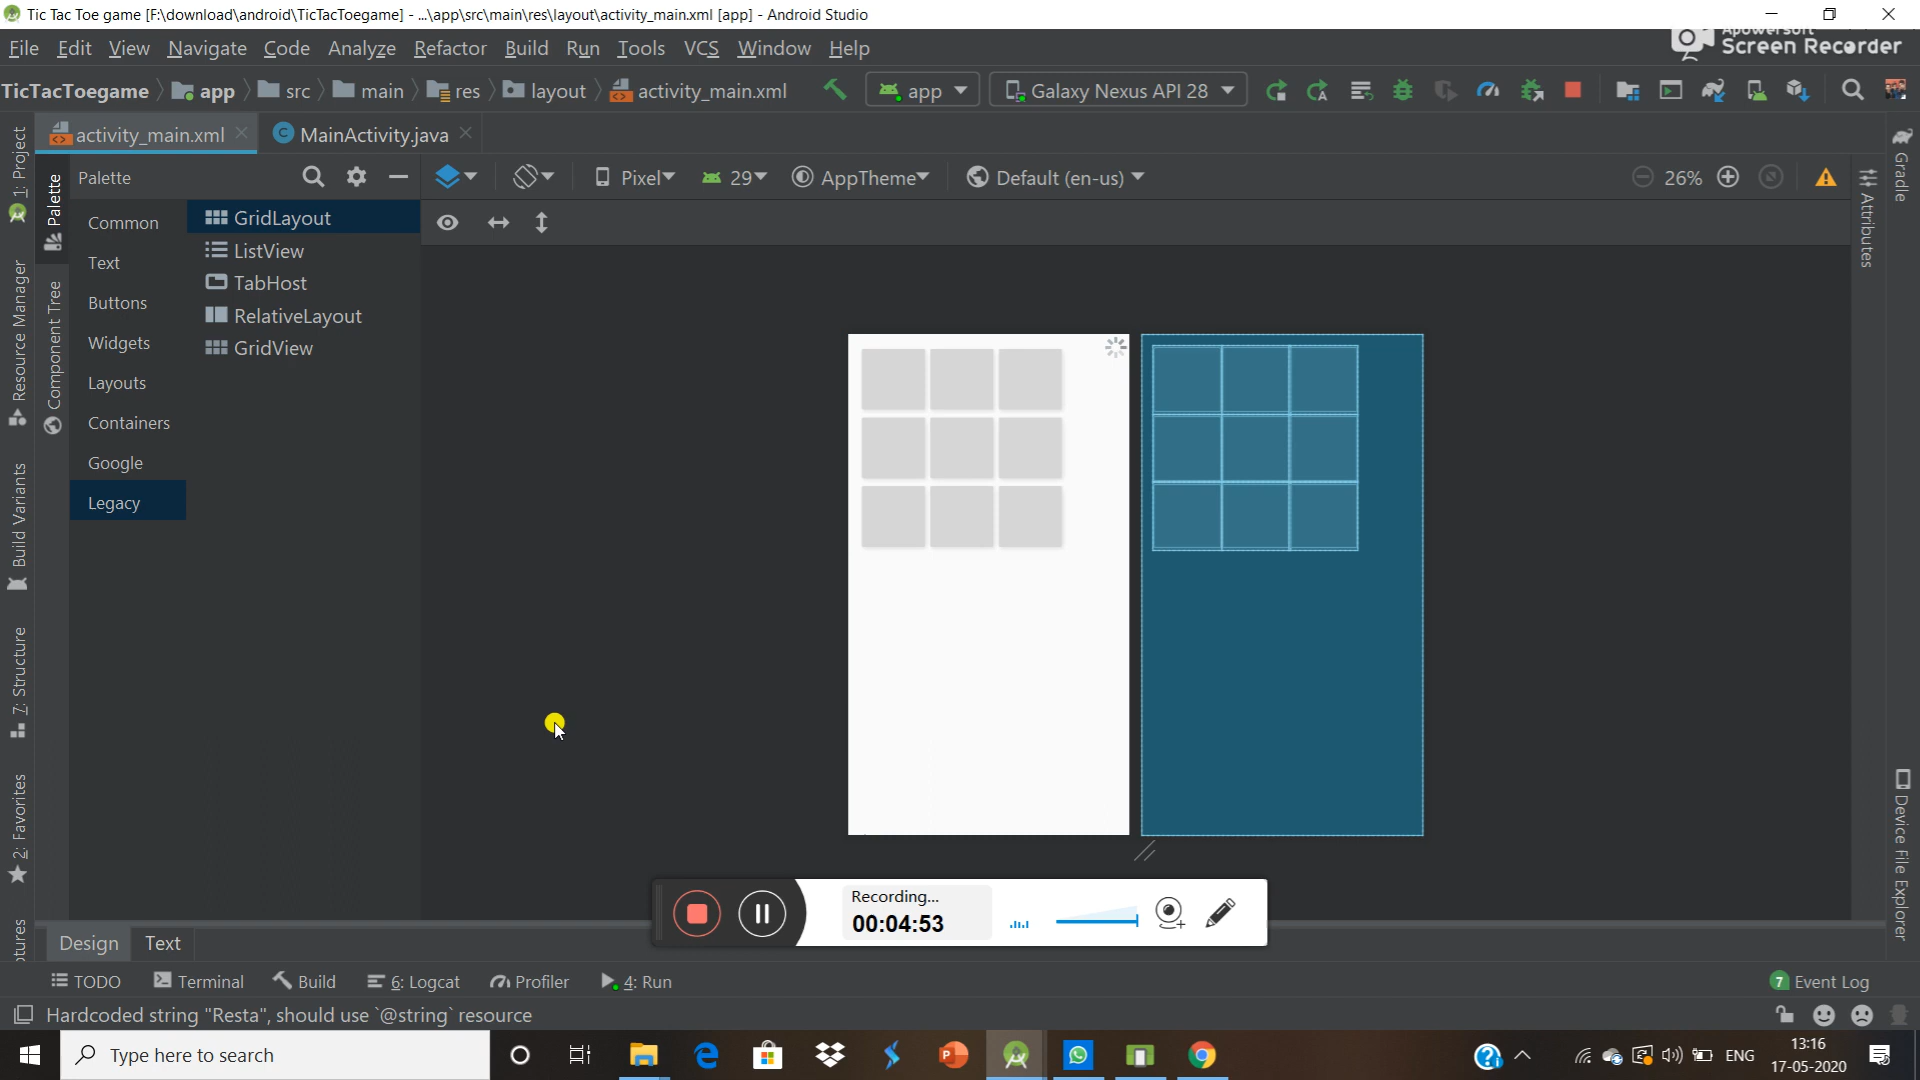 Tic Tac Toe game [F:\download\android\TicTacToegame] - ...\app\src\main\res\layout\activity_main.xml [app] - Android Studio
File Edit View Navigate Code Analyze Refactor Build Run Tools VCS Window Help
Apowersoft
Screen Recorder
TicTacToegame app src main res layout activity_main.xml app Galaxy Nexus API 28
activity_main.xml MainActivity.java
Palette Pixel 29 AppTheme Default (en-us) 26%
Common
Text
Buttons
Widgets
Layouts
Containers
Google
Legacy
GridLayout
ListView
TabHost
RelativeLayout
GridView
1: Project
Resource Manager
Build Variants
7: Structure
2: Favorites
Palette
Component Tree
Gradle
Attributes
Device File Explorer
Recording...
00:04:53
Design Text
TODO Terminal Build 6: Logcat Profiler 4: Run 7 Event Log
Hardcoded string "Resta", should use `@string` resource
Type here to search
ENG
13:16
17-05-2020